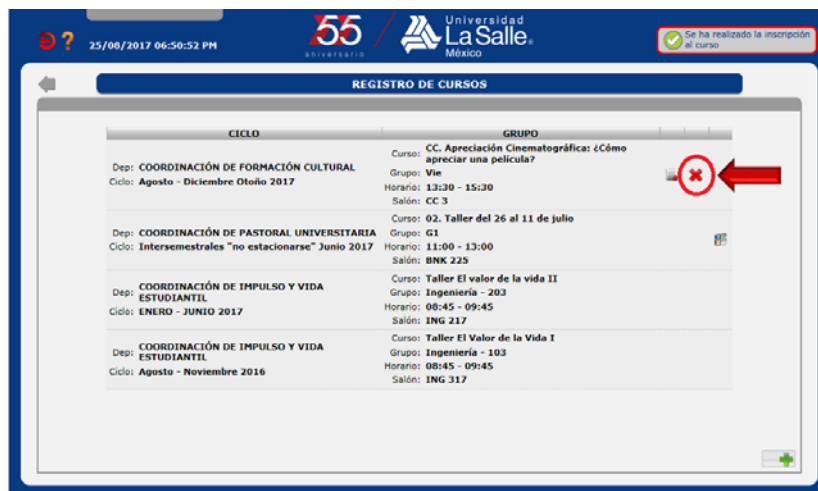 25/08/2017 06:50:52 PM
55
aniversario
Universidad
La Salle®
México
Se ha realizado la inscripción
al curso
REGISTRO DE CURSOS
CICLO GRUPO
Dep: COORDINACIÓN DE FORMACIÓN CULTURAL
Ciclo: Agosto - Diciembre Otoño 2017
Curso: CC. Apreciación Cinematográfica: ¿Cómo
apreciar una película?
Grupo: Vie
Horario: 13:30 - 15:30
Salón: CC 3
Dep: COORDINACIÓN DE PASTORAL UNIVERSITARIA
Ciclo: Intersemestrales "no estacionarse" Junio 2017
Curso: 02. Taller del 26 al 11 de julio
Grupo: G1
Horario: 11:00 - 13:00
Salón: BNK 225
Dep: COORDINACIÓN DE IMPULSO Y VIDA
ESTUDIANTIL
Ciclo: ENERO - JUNIO 2017
Curso: Taller El valor de la vida II
Grupo: Ingeniería - 203
Horario: 08:45 - 09:45
Salón: ING 217
Dep: COORDINACIÓN DE IMPULSO Y VIDA
ESTUDIANTIL
Ciclo: Agosto - Noviembre 2016
Curso: Taller El Valor de la Vida I
Grupo: Ingeniería - 103
Horario: 08:45 - 09:45
Salón: ING 317